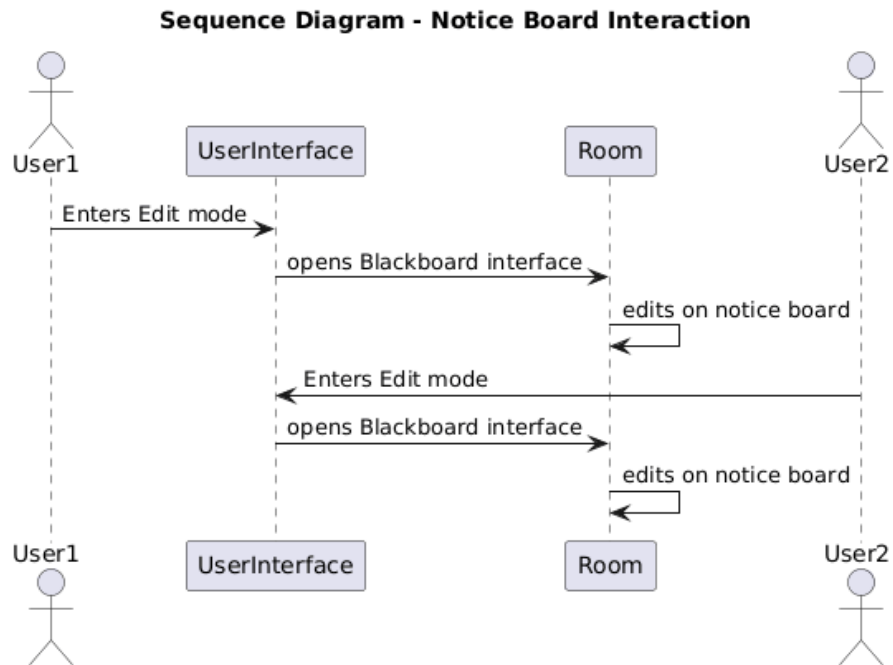 Sequence Diagram - Notice Board Interaction
User1
UserInterface
Room
User2
Enters Edit mode
opens Blackboard interface
edits on notice board
Enters Edit mode
opens Blackboard interface
edits on notice board
User1
UserInterface
Room
User2